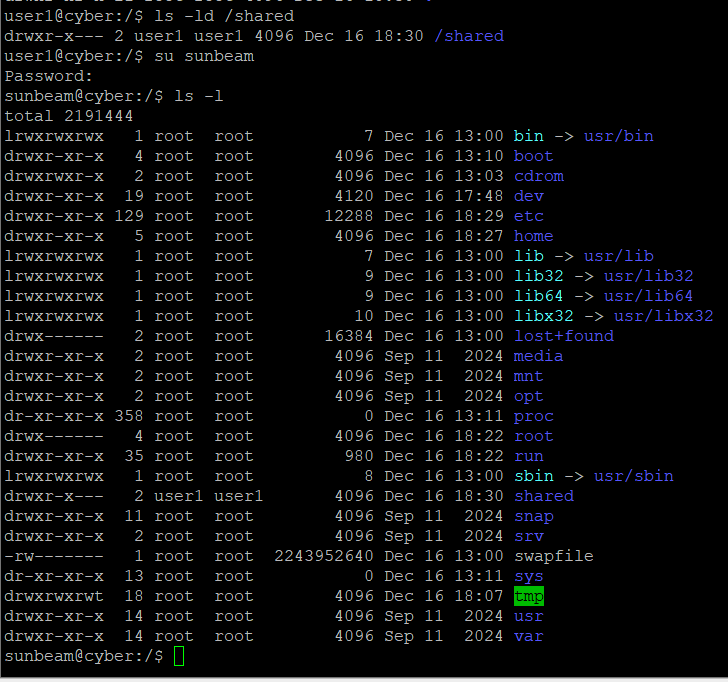 user1@cyber:/$ ls -ld /shared
drwxr-x--- 2 user1 user1 4096 Dec 16 18:30 /shared
user1@cyber:/$ su sunbeam
Password:
sunbeam@cyber:/$ ls -l
total 2191444
lrwxrwxrwx   1 root  root           7 Dec 16 13:00 bin -> usr/bin
drwxr-xr-x   4 root  root        4096 Dec 16 13:10 boot
drwxrwxr-x   2 root  root        4096 Dec 16 13:03 cdrom
drwxr-xr-x  19 root  root        4120 Dec 16 17:48 dev
drwxr-xr-x 129 root  root       12288 Dec 16 18:29 etc
drwxr-xr-x   5 root  root        4096 Dec 16 18:27 home
lrwxrwxrwx   1 root  root           7 Dec 16 13:00 lib -> usr/lib
lrwxrwxrwx   1 root  root           9 Dec 16 13:00 lib32 -> usr/lib32
lrwxrwxrwx   1 root  root           9 Dec 16 13:00 lib64 -> usr/lib64
lrwxrwxrwx   1 root  root          10 Dec 16 13:00 libx32 -> usr/libx32
drwx------   2 root  root       16384 Dec 16 13:00 lost+found
drwxr-xr-x   2 root  root        4096 Sep 11  2024 media
drwxr-xr-x   2 root  root        4096 Sep 11  2024 mnt
drwxr-xr-x   2 root  root        4096 Sep 11  2024 opt
dr-xr-xr-x 358 root  root           0 Dec 16 13:11 proc
drwx------   4 root  root        4096 Dec 16 18:22 root
drwxr-xr-x  35 root  root         980 Dec 16 18:22 run
lrwxrwxrwx   1 root  root           8 Dec 16 13:00 sbin -> usr/sbin
drwxr-x---   2 user1 user1       4096 Dec 16 18:30 shared
drwxr-xr-x  11 root  root        4096 Sep 11  2024 snap
drwxr-xr-x   2 root  root        4096 Sep 11  2024 srv
-rw-------   1 root  root  2243952640 Dec 16 13:00 swapfile
dr-xr-xr-x  13 root  root           0 Dec 16 13:11 sys
drwxrwxrwt  18 root  root        4096 Dec 16 18:07 tmp
drwxr-xr-x  14 root  root        4096 Sep 11  2024 usr
drwxr-xr-x  14 root  root        4096 Sep 11  2024 var
sunbeam@cyber:/$